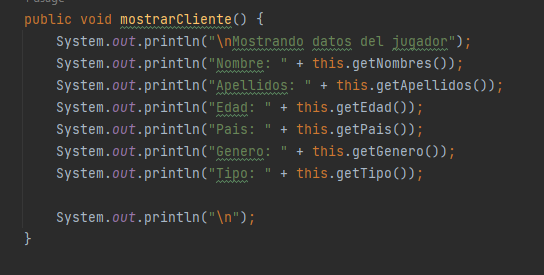 1 usage
public void mostrarCliente() {
System.out.println("\nMostrando datos del jugador");
System.out.println("Nombre: " + this.getNombres());
System.out.println("Apellidos: " + this.getApellidos());
System.out.println("Edad: " + this.getEdad());
System.out.println("Pais: " + this.getPais());
System.out.println("Genero: " + this.getGenero());
System.out.println("Tipo: " + this.getTipo());
System.out.println("\n");
}